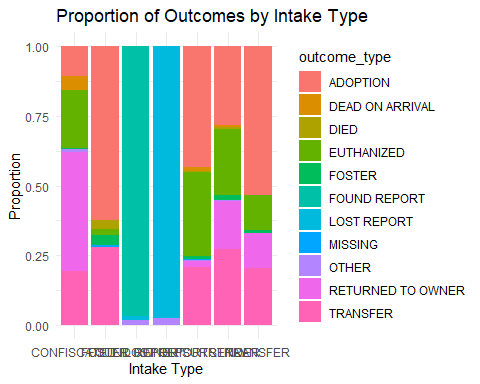 Proportion of Outcomes by Intake Type
1.00
0.75
0.50
0.25
0.00
Proportion
Intake Type
outcome_type
ADOPTION
DEAD ON ARRIVAL
DIED
EUTHANIZED
FOSTER
FOUND REPORT
LOST REPORT
MISSING
OTHER
RETURNED TO OWNER
TRANSFER